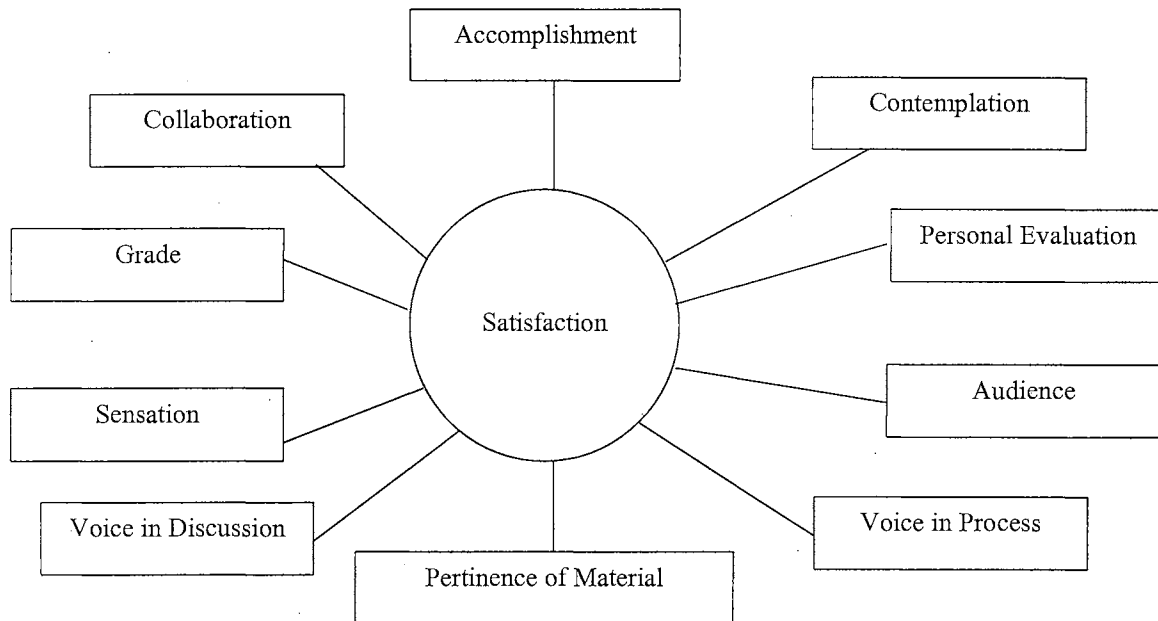 Accomplishment
Collaboration
Contemplation
Grade
Personal Evaluation
Satisfaction
Sensation
Audience
Voice in Discussion
Voice in Process
Pertinence of Material